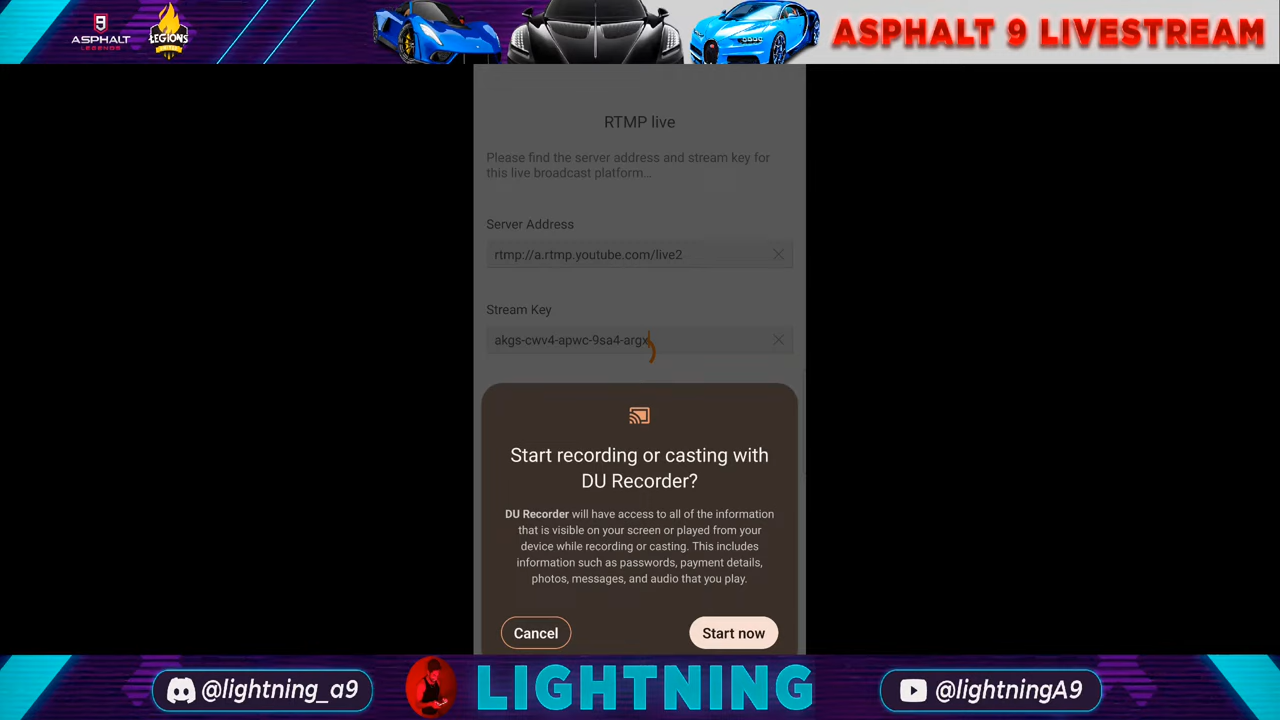 9
ASPHALT
LEGENDS
LEGIONS
ASPHALT 9 LIVESTREAM
RTMP live
Please find the server address and stream key for
this live broadcast platform...
Server Address
rtmp://a.rtmp.youtube.com/live2
Stream Key
akgs-cwv4-apwc-9sa4-argx
Start recording or casting with
DU Recorder?
DU Recorder will have access to all of the information
that is visible on your screen or played from your
device while recording or casting. This includes
information such as passwords, payment details,
photos, messages, and audio that you play.
Cancel
Start now
@lightning_a9
LIGHTNING
@lightningA9